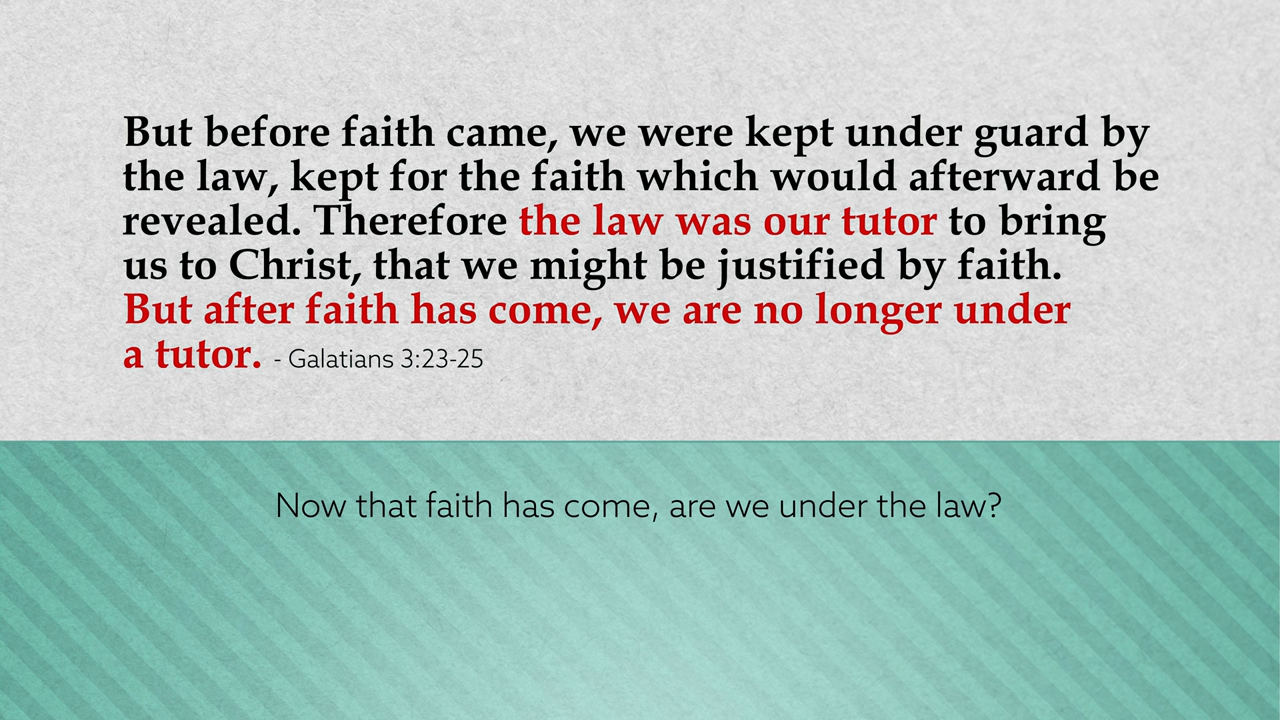 But before faith came, we were kept under guard by
the law, kept for the faith which would afterward be
revealed. Therefore the law was our tutor to bring
us to Christ, that we might be justified by faith.
But after faith has come, we are no longer under
a tutor. - Galatians 3:23-25
Now that faith has come, are we under the law?